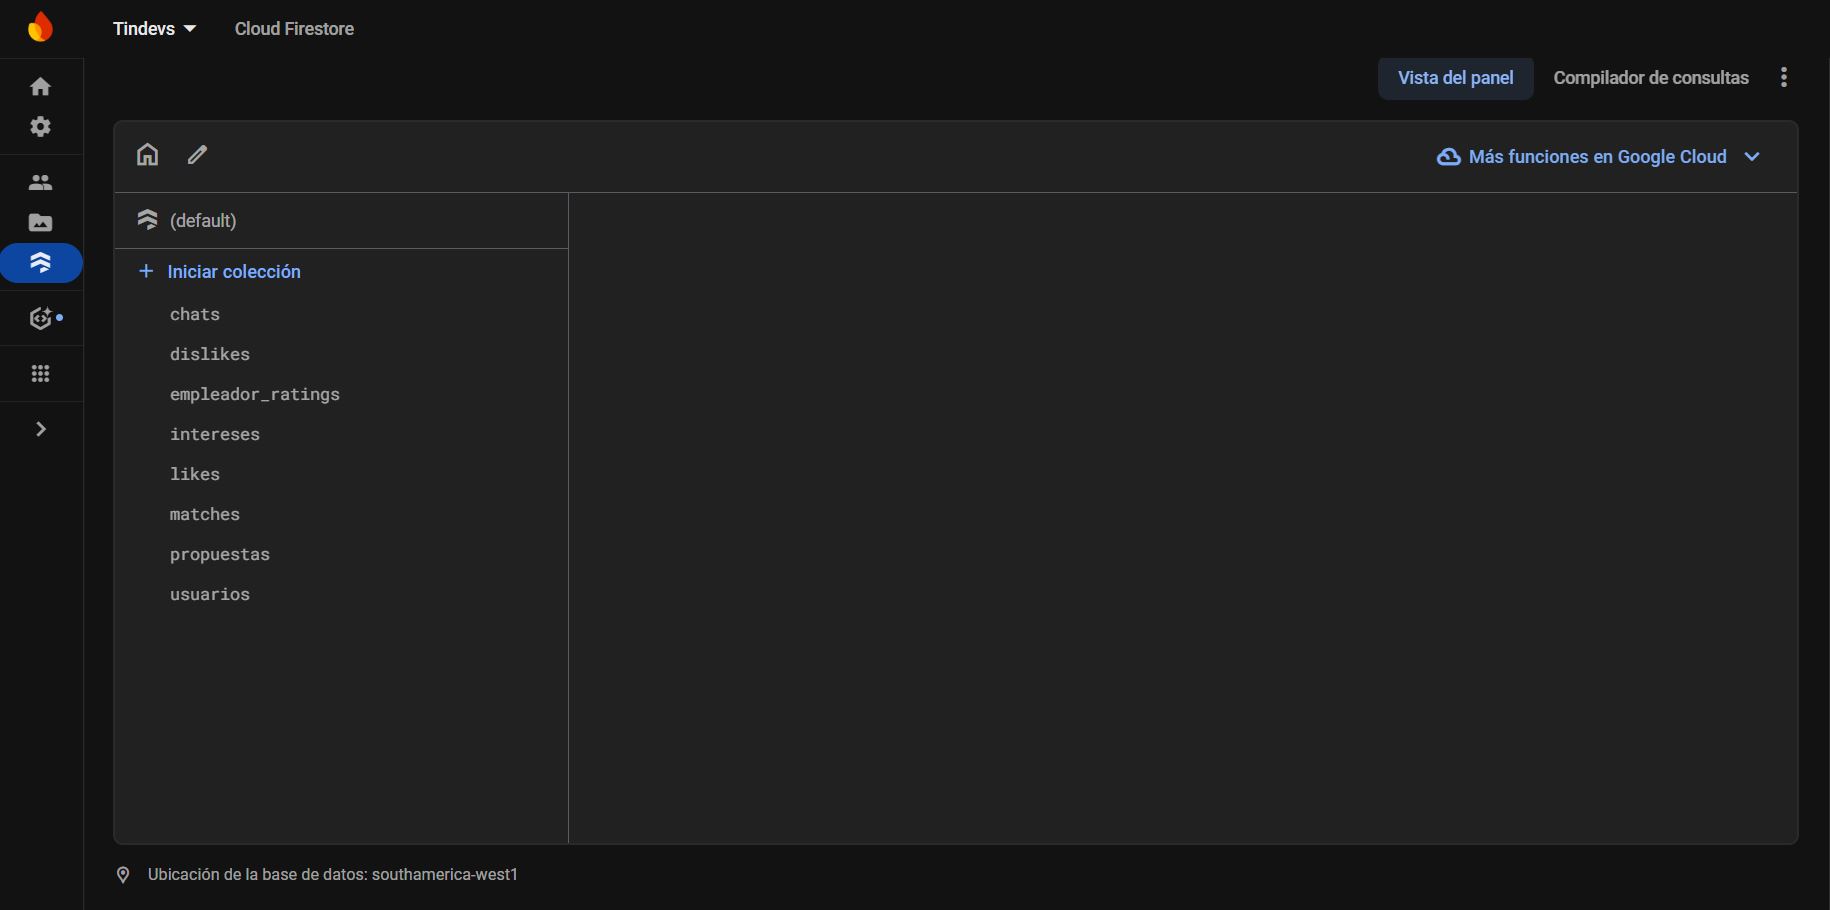 Tindevs
Cloud Firestore
Vista del panel
Compilador de consultas
Más funciones en Google Cloud
(default)
+ Iniciar colección
chats
dislikes
empleador_ratings
intereses
likes
matches
propuestas
usuarios
Ubicación de la base de datos: southamerica-west1